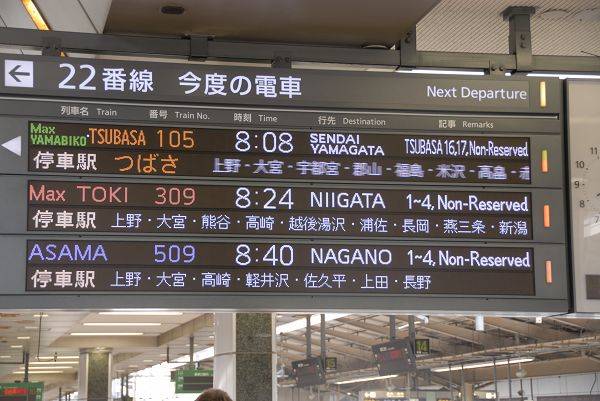 22番線 今度の電車 Next Departure
列車名 Train 番号 Train No. 時刻 Time 行先 Destination 記事 Remarks
Max YAMABIKO TSUBASA 105 8:08 SENDAI YAMAGATA TSUBASA 16,17, Non-Reserved
停車駅 つばさ 上野・大宮・宇都宮・郡山・福島・米沢・高畠・
Max TOKI 309 8:24 NIIGATA 1~4, Non-Reserved
停車駅 上野・大宮・熊谷・高崎・越後湯沢・浦佐・長岡・燕三条・新潟
ASAMA 509 8:40 NAGANO 1~4, Non-Reserved
停車駅 上野・大宮・高崎・軽井沢・佐久平・上田・長野
10
9
8
14